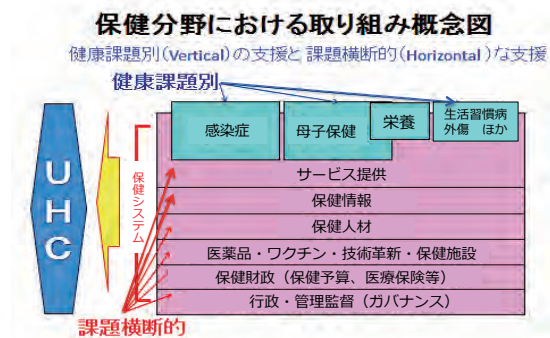 保健分野における取り組み概念図
健康課題別(Vertical)の支援と 課題横断的(Horizontal)な支援
健康課題別
感染症
母子保健
栄養
生活習慣病
外傷 ほか
UHC
保健システム
サービス提供
保健情報
保健人材
医薬品・ワクチン・技術革新・保健施設
保健財政（保健予算、医療保険等）
行政・管理監督（ガバナンス）
課題横断的